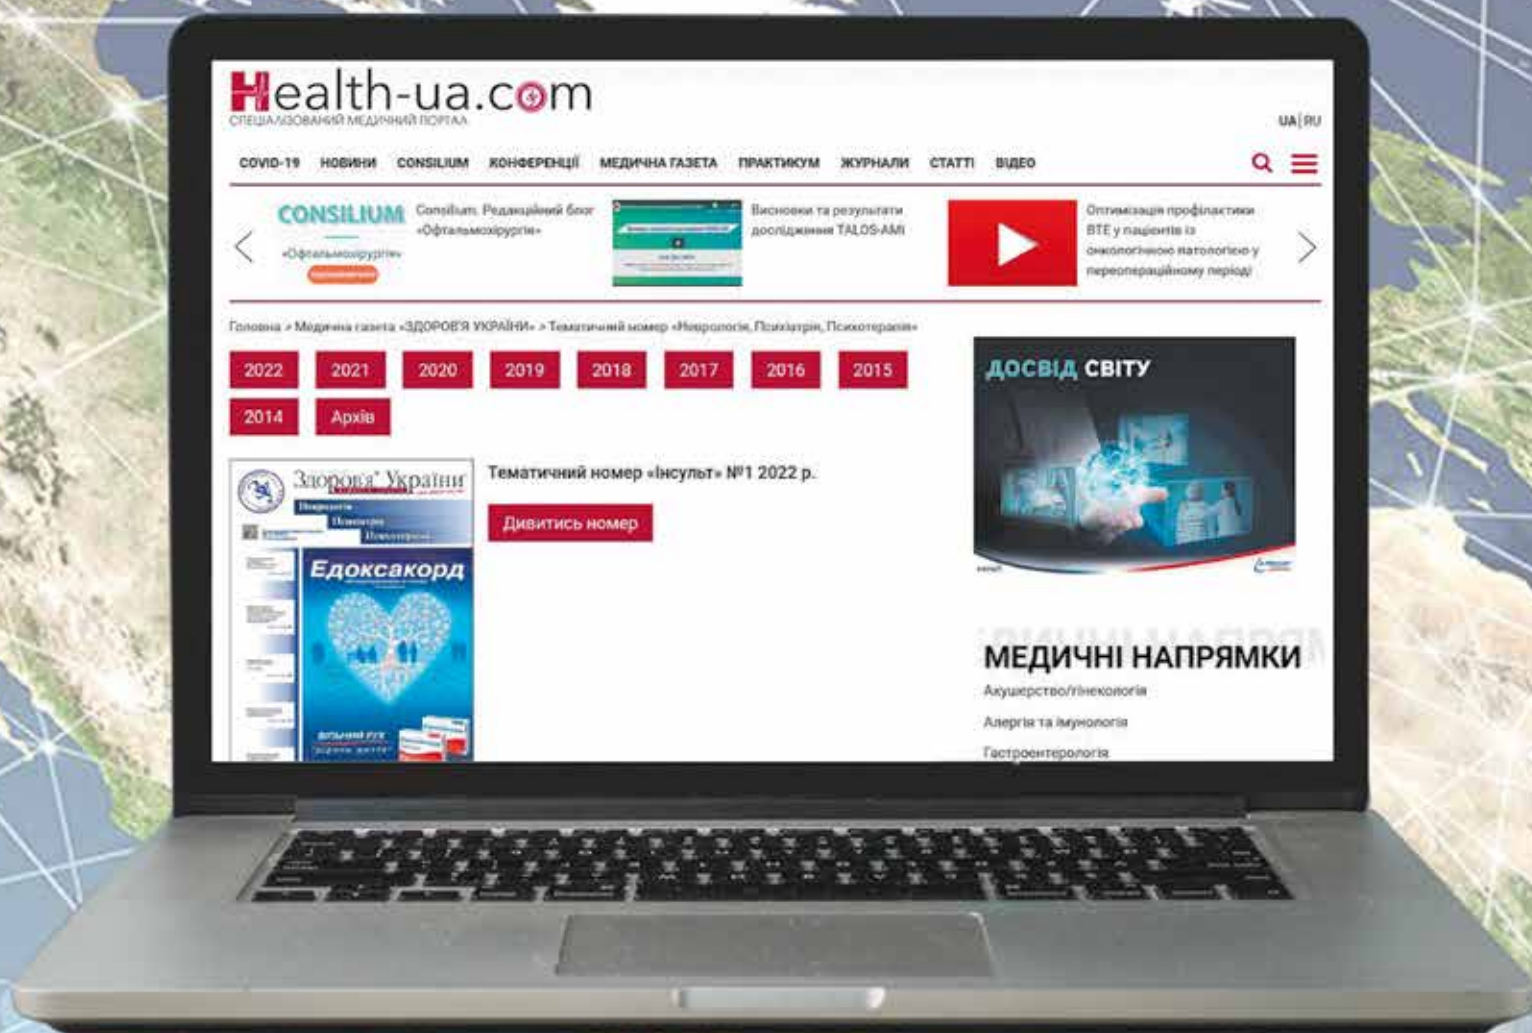 Health-ua.com
СПЕЦІАЛІЗОВАНИЙ МЕДИЧНИЙ ПОРТАЛ
UA|RU
COVID-19 НОВИНИ CONSILIUM КОНФЕРЕНЦІЇ МЕДИЧНА ГАЗЕТА ПРАКТИКУМ ЖУРНАЛИ СТАТТІ ВІДЕО
CONSILIUM
«Офтальмохірургія»
Consilium. Редакційний блог
«Офтальмохірургія»
Висновки та результати
дослідження TALOS-AMI
Оптимізація профілактики
ВТЕ у пацієнтів із
онкологічною патологією у
периопераційному періоді
Головна > Медична газета «ЗДОРОВ'Я УКРАЇНИ» > Тематичний номер «Неврологія, Психіатрія, Психотерапія»
2022 2021 2020 2019 2018 2017 2016 2015
2014 Архів
Здоров'я України
Неврологія
Психіатрія
Психотерапія
Едоксакорд
Тематичний номер «Інсульт» №1 2022 р.
Дивитись номер
ДОСВІД СВІТУ
МЕДИЧНІ НАПРЯМКИ
Акушерство/гінекологія
Алергія та імунологія
Гастроентерологія